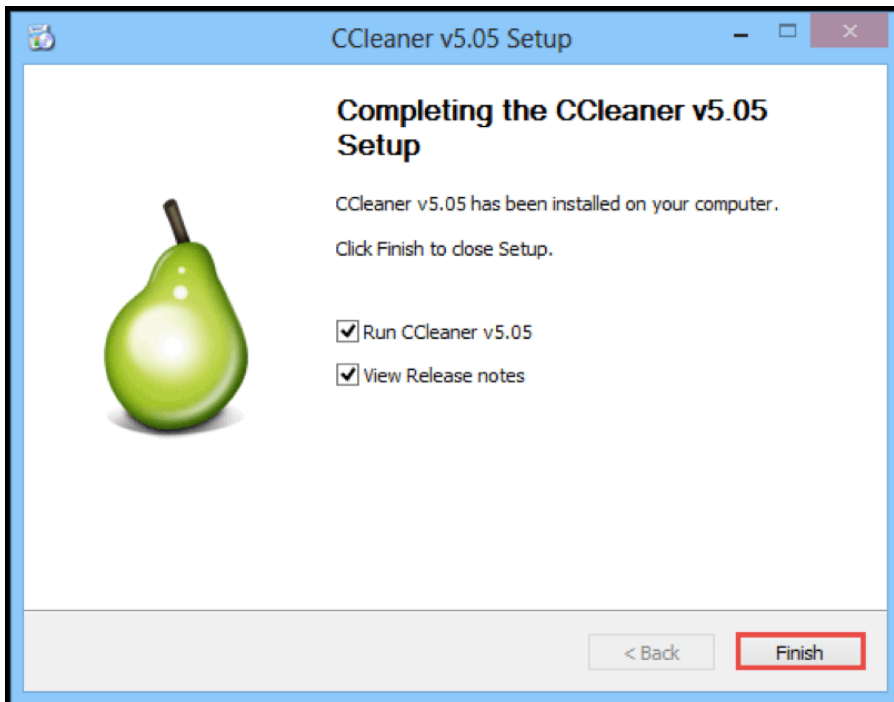 CCleaner v5.05 Setup
Completing the CCleaner v5.05
Setup
CCleaner v5.05 has been installed on your computer.
Click Finish to close Setup.
Run CCleaner v5.05
View Release notes
< Back
Finish